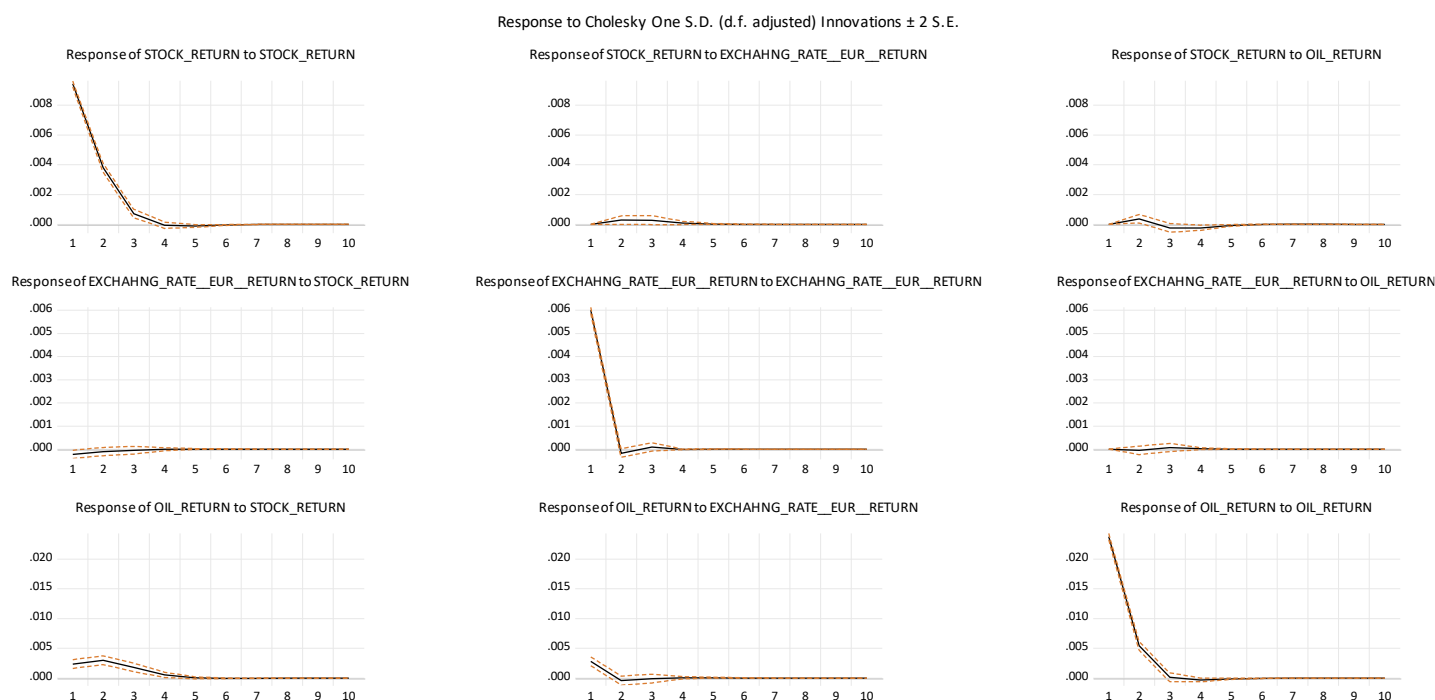 Response to Cholesky One S.D. (d.f. adjusted) Innovations ± 2 S.E.
Response of STOCK_RETURN to STOCK_RETURN
.008
.006
.004
.002
.000
1 2 3 4 5 6 7 8 9 10
Response of STOCK_RETURN to EXCHAHNG_RATE__EUR__RETURN
.008
.006
.004
.002
.000
1 2 3 4 5 6 7 8 9 10
Response of STOCK_RETURN to OIL_RETURN
.008
.006
.004
.002
.000
1 2 3 4 5 6 7 8 9 10
Response of EXCHAHNG_RATE__EUR__RETURN to STOCK_RETURN
.006
.005
.004
.003
.002
.001
.000
1 2 3 4 5 6 7 8 9 10
Response of EXCHAHNG_RATE__EUR__RETURN to EXCHAHNG_RATE__EUR__RETURN
.006
.005
.004
.003
.002
.001
.000
1 2 3 4 5 6 7 8 9 10
Response of EXCHAHNG_RATE__EUR__RETURN to OIL_RETURN
.006
.005
.004
.003
.002
.001
.000
1 2 3 4 5 6 7 8 9 10
Response of OIL_RETURN to STOCK_RETURN
.020
.015
.010
.005
.000
1 2 3 4 5 6 7 8 9 10
Response of OIL_RETURN to EXCHAHNG_RATE__EUR__RETURN
.020
.015
.010
.005
.000
1 2 3 4 5 6 7 8 9 10
Response of OIL_RETURN to OIL_RETURN
.020
.015
.010
.005
.000
1 2 3 4 5 6 7 8 9 10